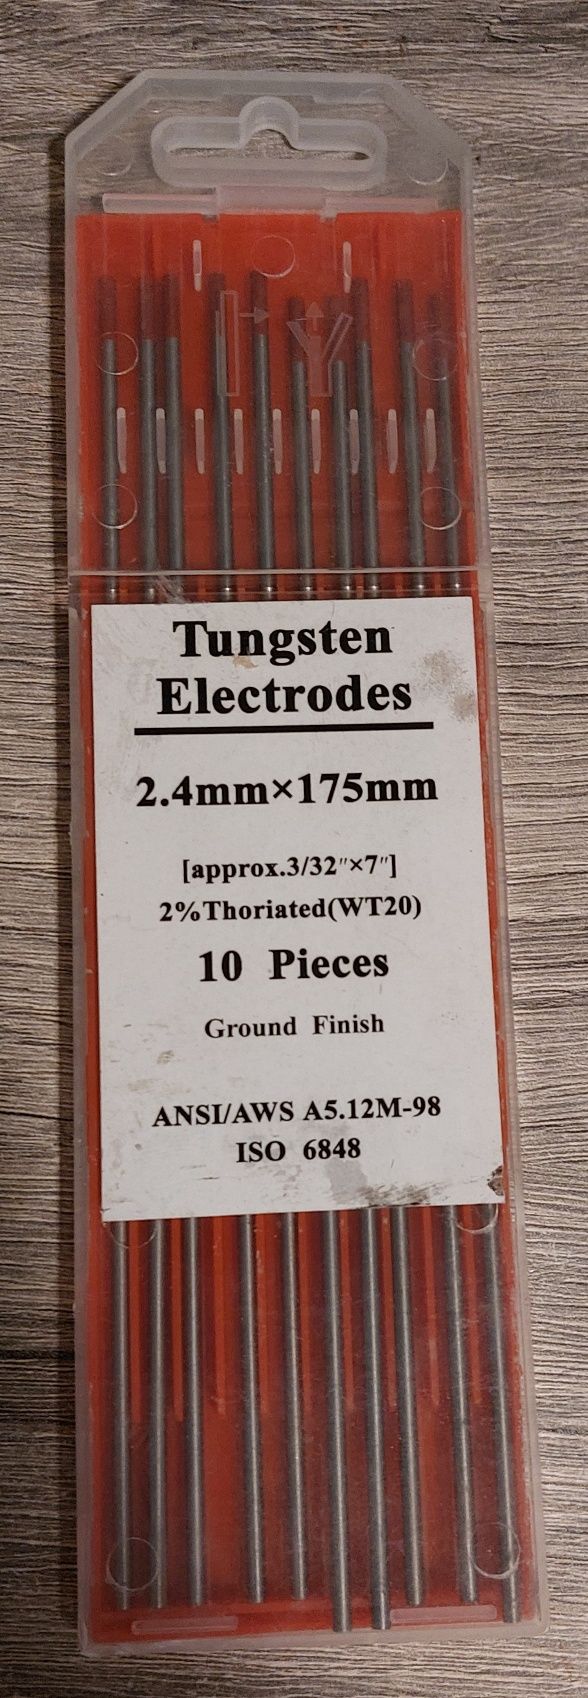 Tungsten
Electrodes
2.4mm×175mm
[approx.3/32″×7″]
2%Thoriated(WT20)
10 Pieces
Ground Finish
ANSI/AWS A5.12M-98
ISO 6848